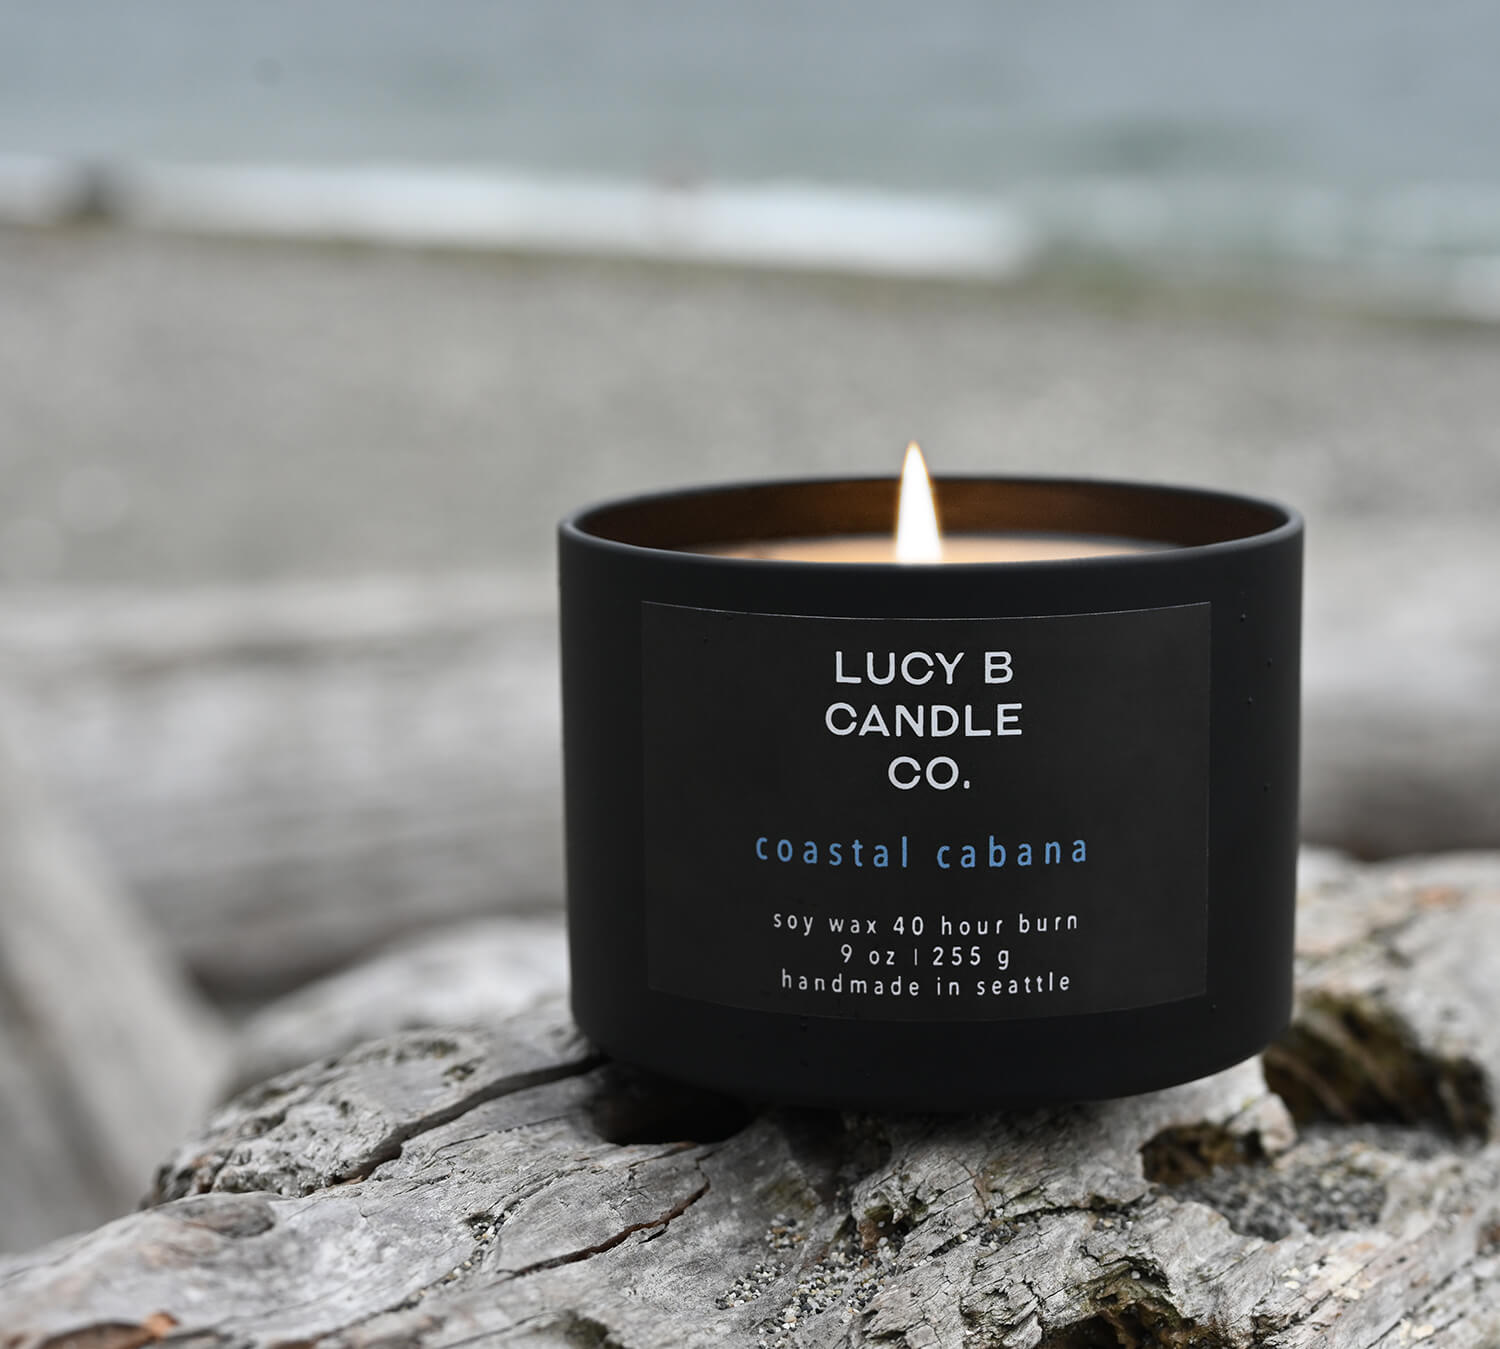 LUCY B
CANDLE
CO.
coastal cabana
soy wax 40 hour burn
9 oz | 255 g
handmade in seattle